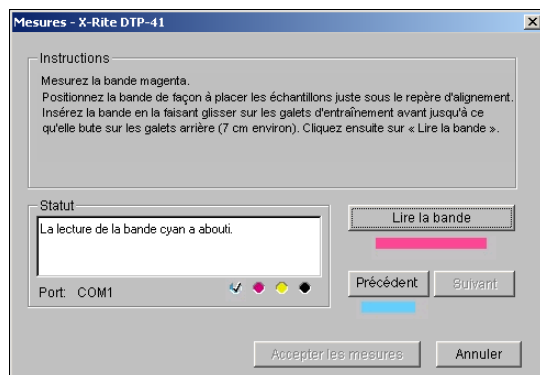 Mesures - X-Rite DTP-41
Instructions
Mesurez la bande magenta.
Positionnez la bande de façon à placer les échantillons juste sous le repère d'alignement.
Insérez la bande en la faisant glisser sur les galets d'entraînement avant jusqu'à ce
qu'elle bute sur les galets arrière (7 cm environ). Cliquez ensuite sur « Lire la bande ».
Statut
La lecture de la bande cyan a abouti.
Port: COM1
Lire la bande
Précédent
Suivant
Accepter les mesures
Annuler